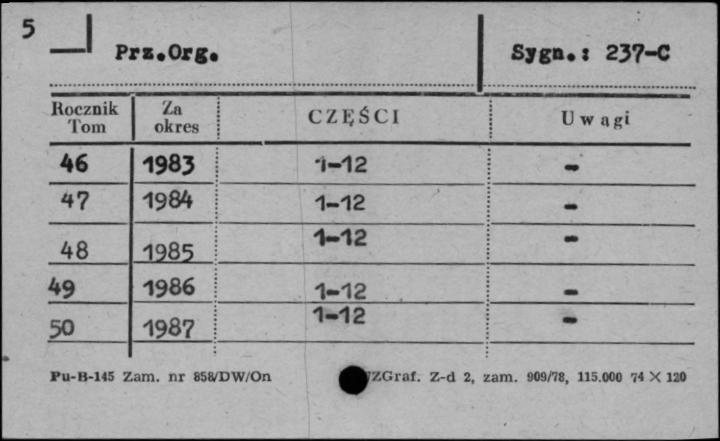 5
Prz.Org. Sygn.: 237-C
Rocznik Tom Za okres CZĘŚCI Uwagi
46 1983 1-12 -
47 1984 1-12 -
48 1985 1-12 -
49 1986 1-12 -
50 1987 1-12 -
Pu-B-145 Zam. nr 858/DW/On ZGraf. Z-d 2, zam. 909/78, 115.000 74 X 120